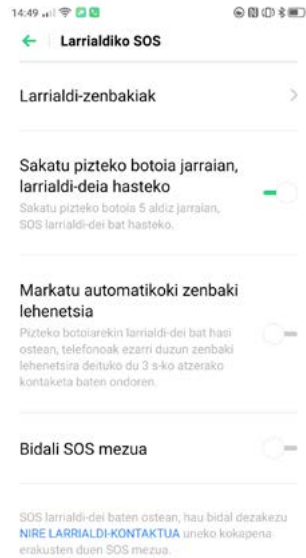 14:49
Larrialdiko SOS
Larrialdi-zenbakiak
Sakatu pizteko botoia jarraian,
larrialdi-deia hasteko
Sakatu pizteko botoia 5 aldiz jarraian,
SOS larrialdi-dei bat hasteko.
Markatu automatikoki zenbaki
lehenetsia
Pizteko botoiarekin larrialdi-dei bat hasi
ostean, telefonoak ezarri duzun zenbaki
lehenetsira deituko du 3 s-ko atzerako
kontaketa baten ondoren.
Bidali SOS mezua
SOS larrialdi-dei baten ostean, hau bidal dezakezu
NIRE LARRIALDI-KONTAKTUA uneko kokapena
erakusten duen SOS mezua.